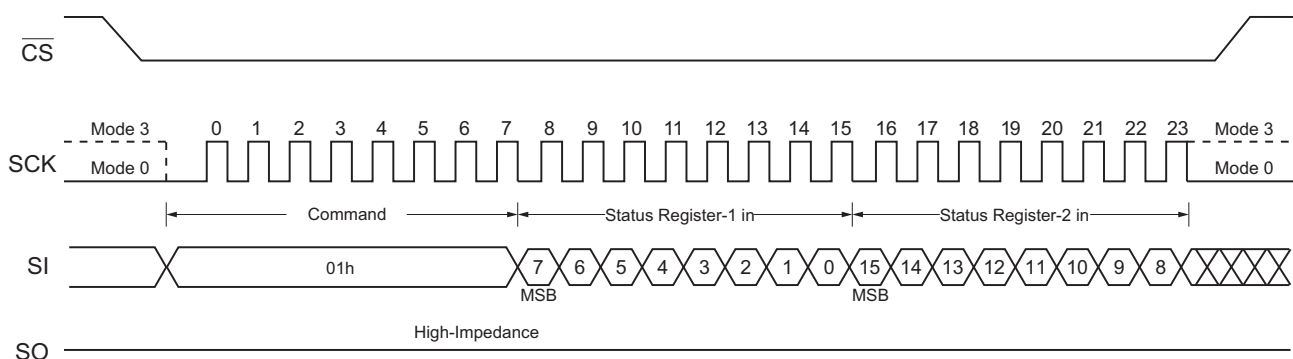 CS
Mode 3 0 1 2 3 4 5 6 7 8 9 10 11 12 13 14 15 16 17 18 19 20 21 22 23 Mode 3
SCK Mode 0 Mode 0
Command Status Register-1 in Status Register-2 in
SI 01h 7 6 5 4 3 2 1 0 15 14 13 12 11 10 9 8
MSB MSB
High-Impedance
SO